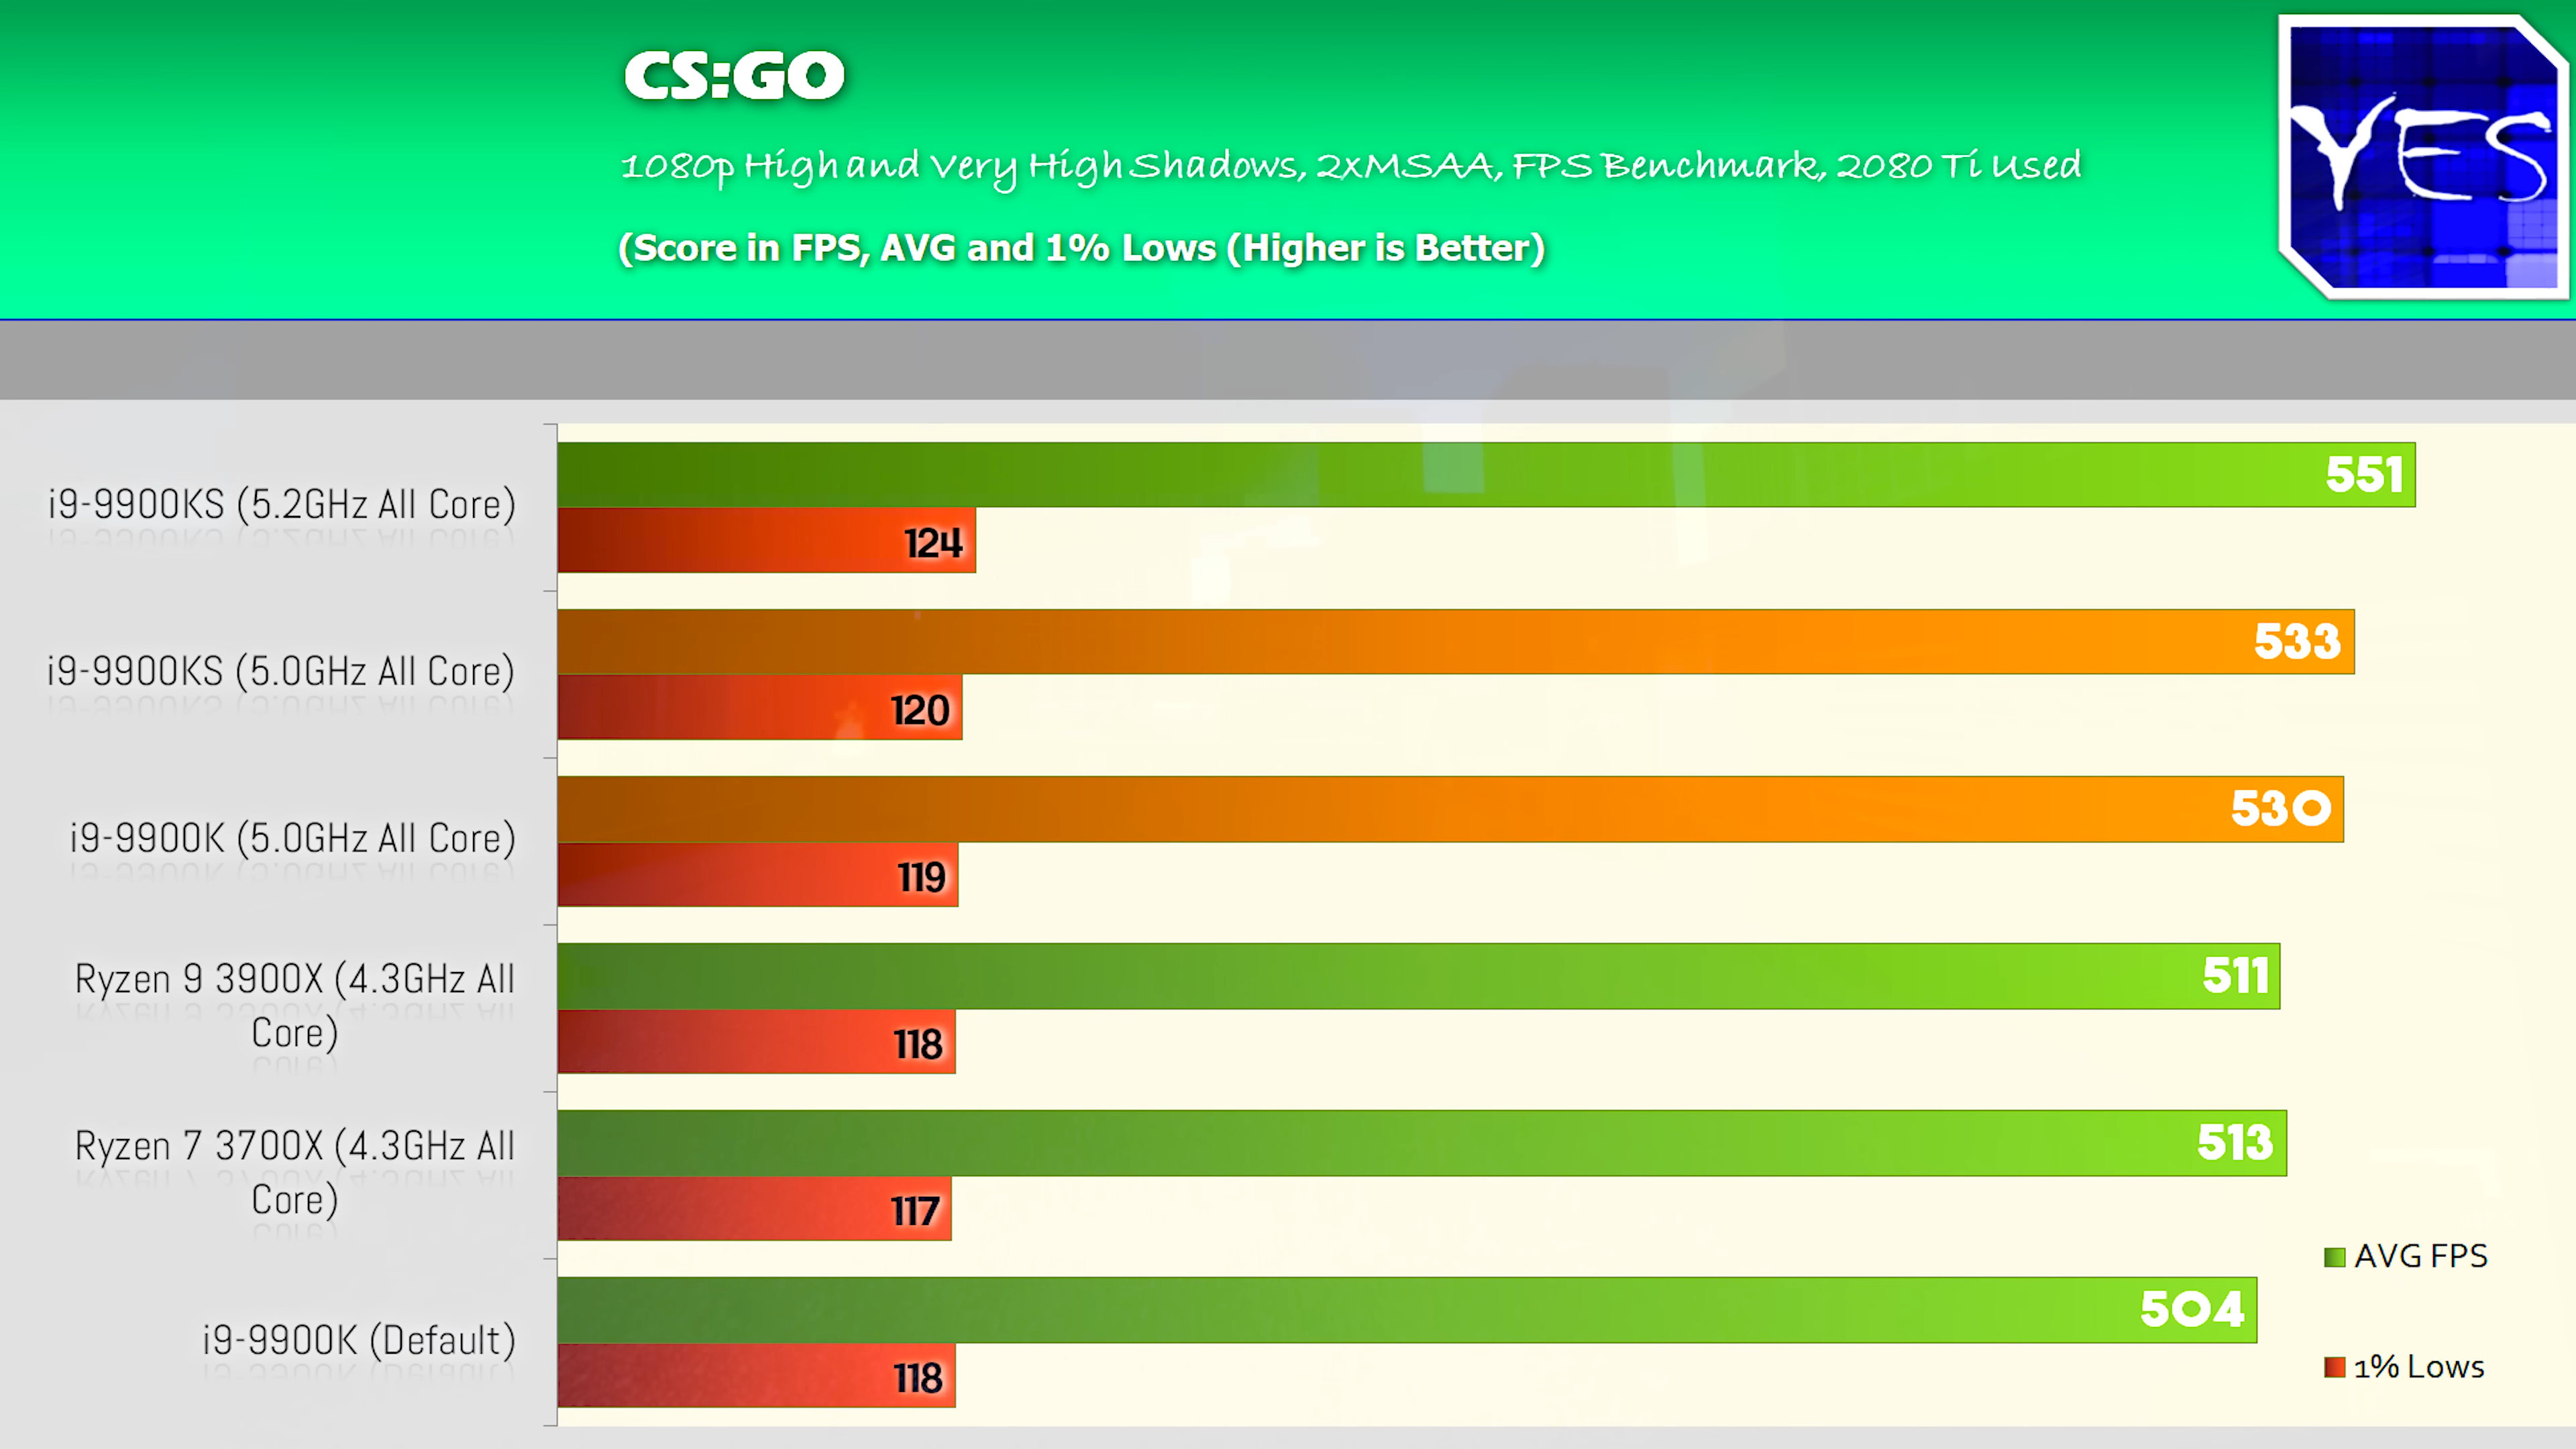 CS:GO
1080p High and Very High Shadows, 2xMSAA, FPS Benchmark, 2080 Ti Used
(Score in FPS, AVG and 1% Lows (Higher is Better)
YES
i9-9900KS (5.2GHz All Core)
551
124
i9-9900KS (5.0GHz All Core)
533
120
i9-9900K (5.0GHz All Core)
530
119
Ryzen 9 3900X (4.3GHz All
Core)
511
118
Ryzen 7 3700X (4.3GHz All
Core)
513
117
i9-9900K (Default)
504
118
AVG FPS
1% Lows